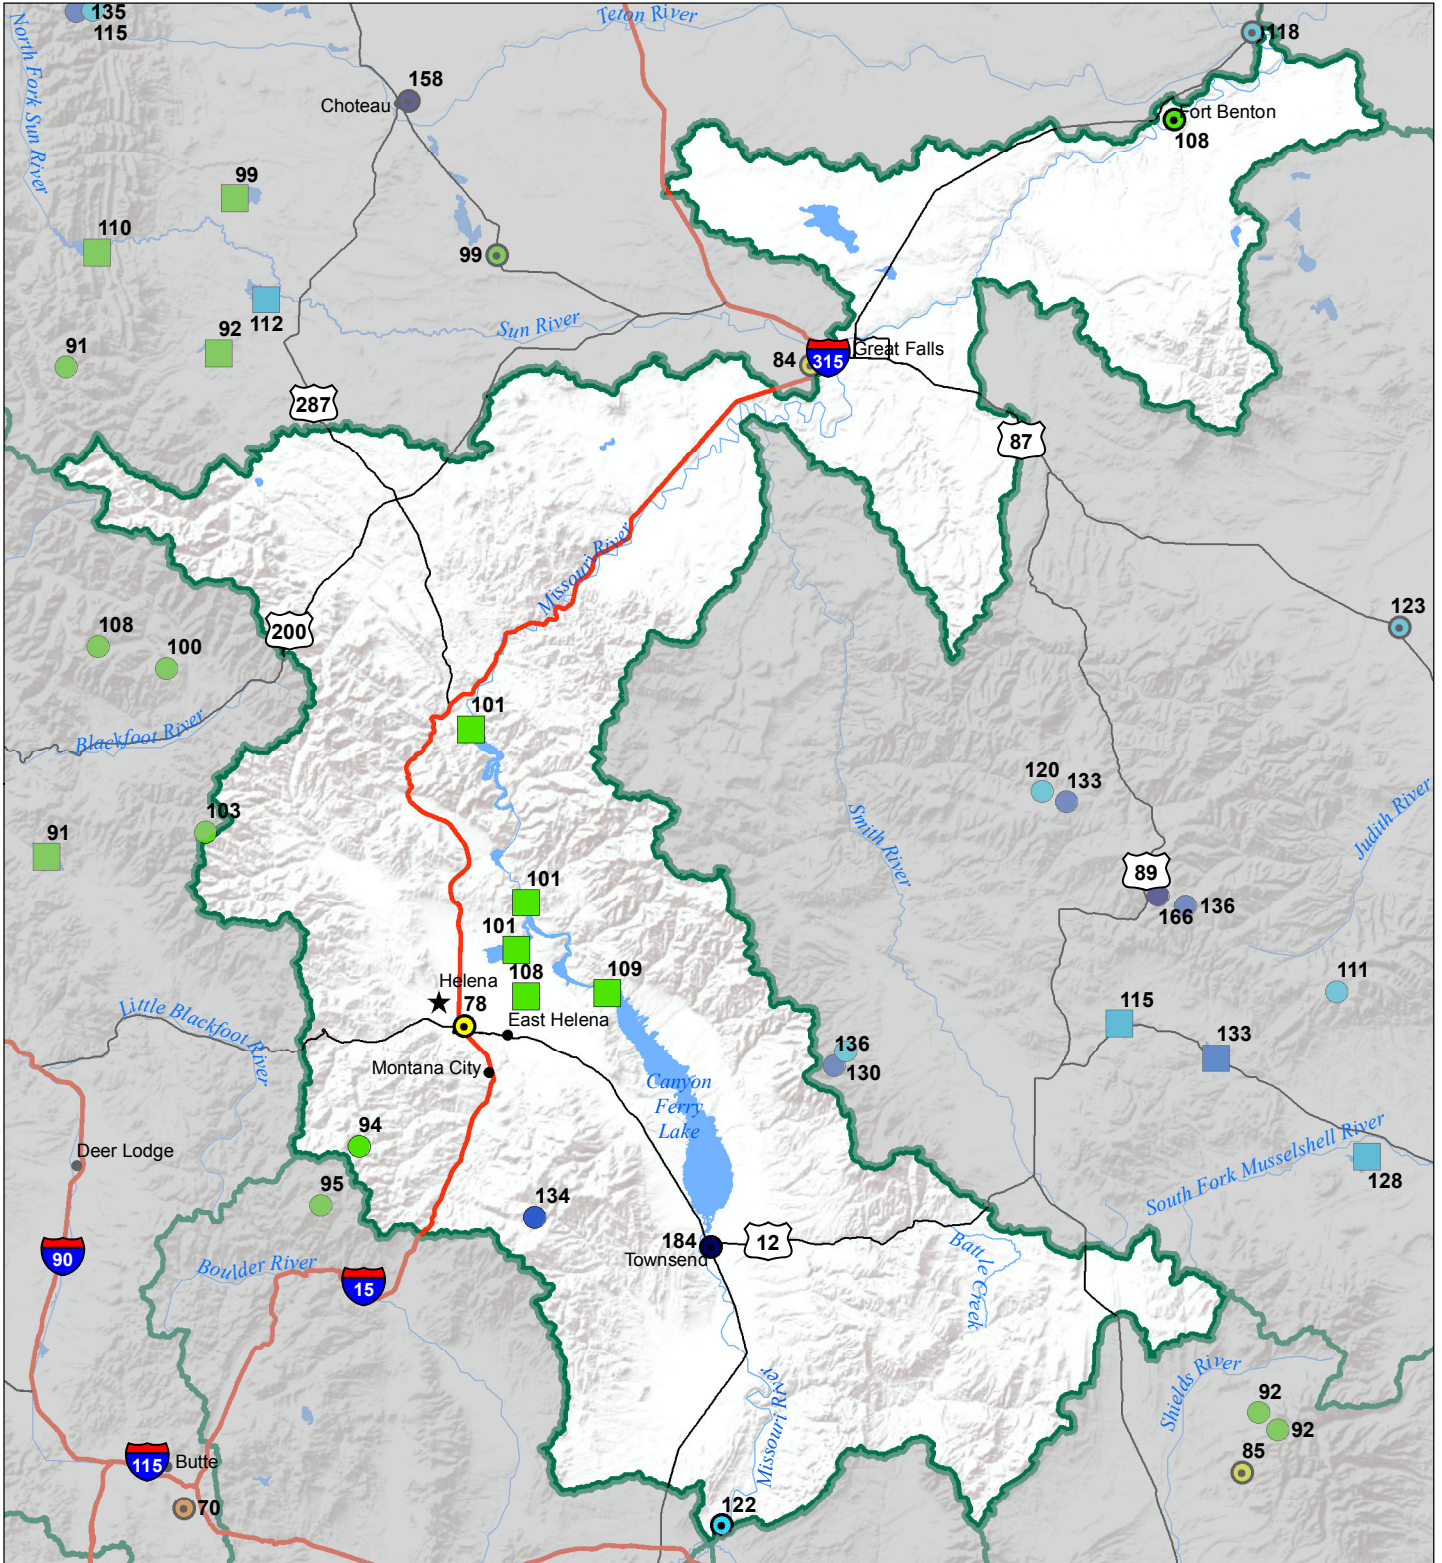 135
115
Teton River
118
North Fork Sun River
158
Choteau
Fort Benton
108
99
110
99
112
Sun River
92
91
84
315
Great Falls
287
87
Missouri River
200
108
100
123
101
Blackfoot River
120
133
Smith River
Judith River
103
91
89
166
136
101
101
108
109
111
Helena
78
East Helena
Little Blackfoot River
115
133
136
130
Montana City
Canyon
Ferry
Lake
94
Deer Lodge
South Fork Musselshell River
128
95
134
184
Townsend
12
Battle Creek
90
Boulder River
15
Missouri River
Shields River
92
92
85
115
Butte
70
122